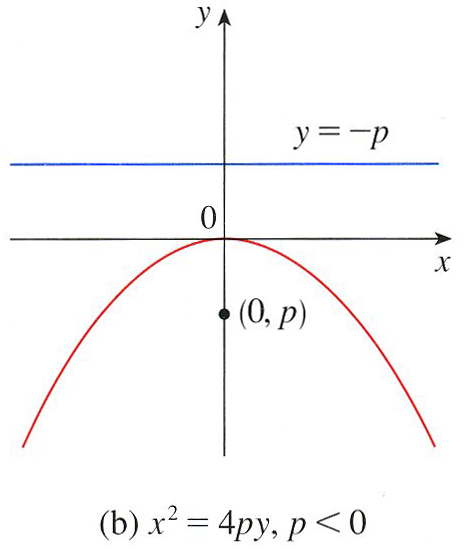 y
y = −p
0
x
(0, p)
(b) x² = 4py, p < 0